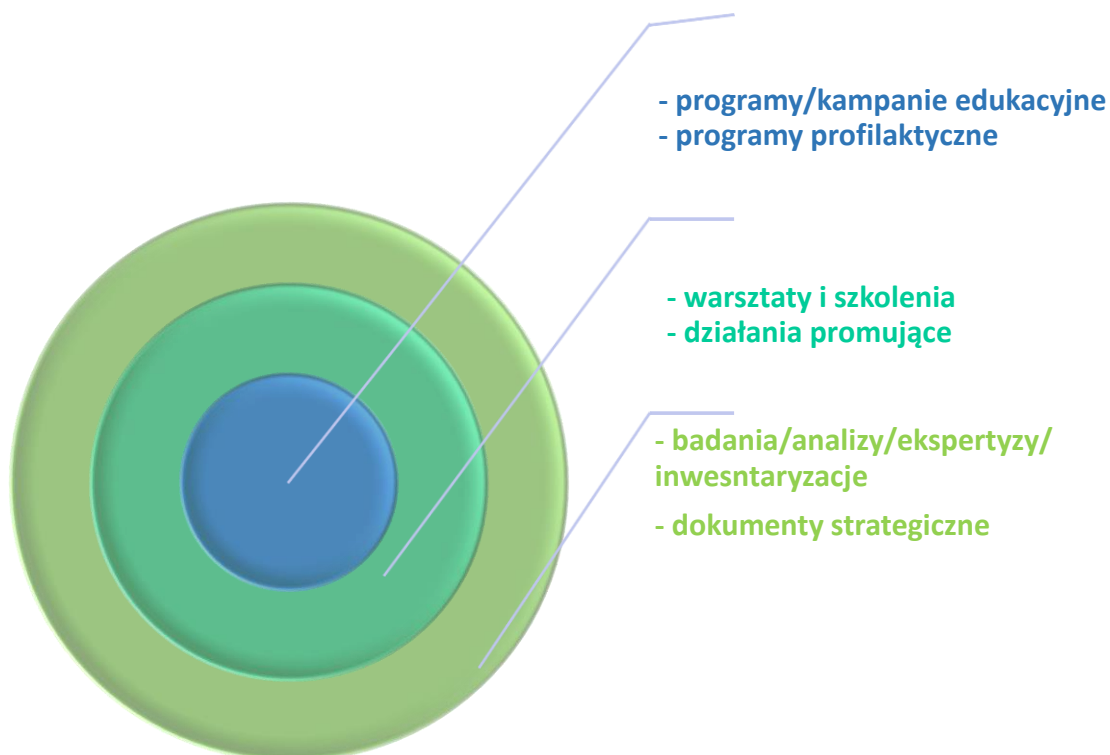 - programy/kampanie edukacyjne
- programy profilaktyczne
- warsztaty i szkolenia
- działania promujące
- badania/analizy/ekspertyzy/
inwesntaryzacje
- dokumenty strategiczne